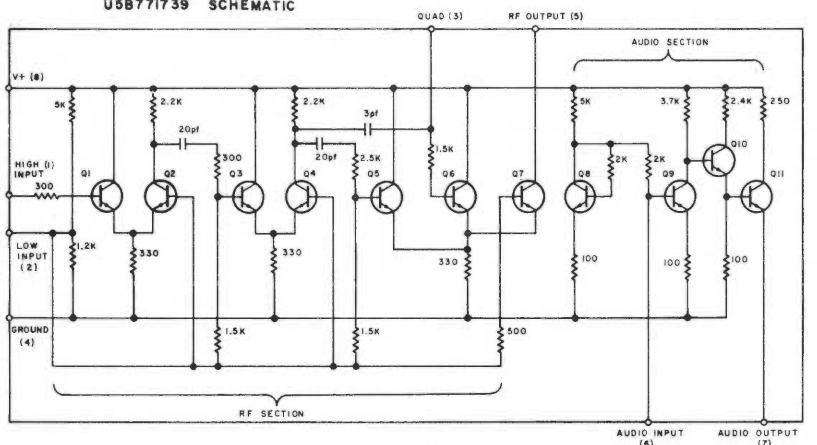 U5B771739 SCHEMATIC
QUAD (3)
RF OUTPUT (5)
AUDIO SECTION
V+ (8)
5K
2.2K
2.2K
5K
3.7K
2.4K
250
3pf
20pf
20pf
300
2.5K
1.5K
2K
2K
Q10
HIGH (1)
INPUT
300
Q1
Q2
Q3
Q4
Q5
Q6
Q7
Q8
Q9
Q11
LOW
INPUT
(2)
1.2K
330
330
330
100
100
100
GROUND
(4)
1.5K
1.5K
500
RF SECTION
AUDIO INPUT
(6)
AUDIO OUTPUT
(7)